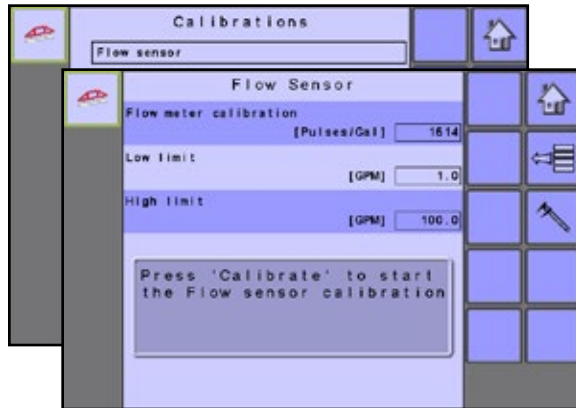 Calibrations
Flow sensor
Flow Sensor
Flow meter calibration
[Pulses/Gal] 1614
Low limit
[GPM] 1.0
High limit
[GPM] 100.0
Press 'Calibrate' to start
the Flow sensor calibration